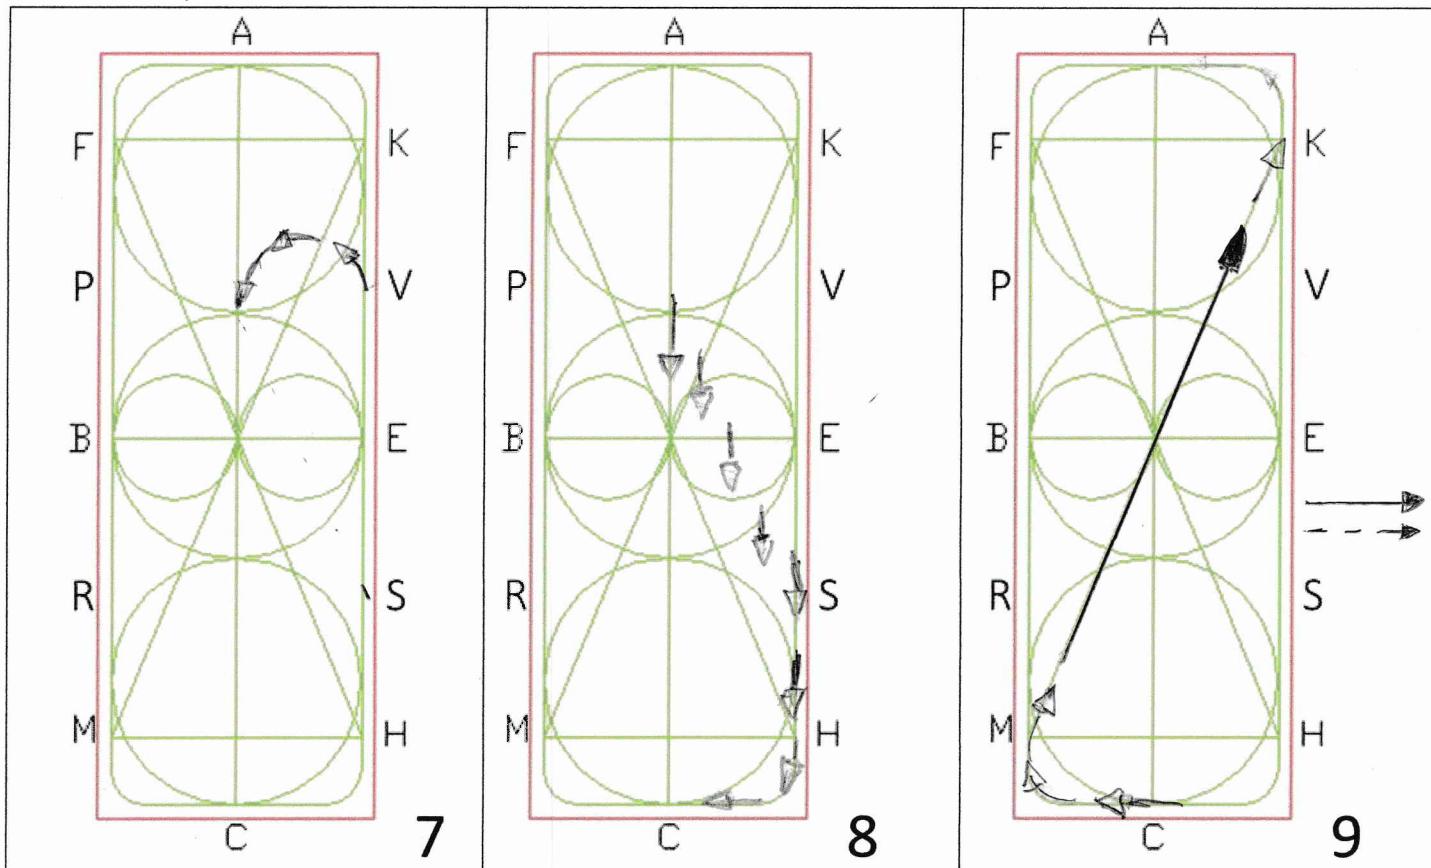 A A A
F K F K F K
P V P V P V
B E B E B E
R S R S R S
M H M H M H
C 7 C 8 C 9